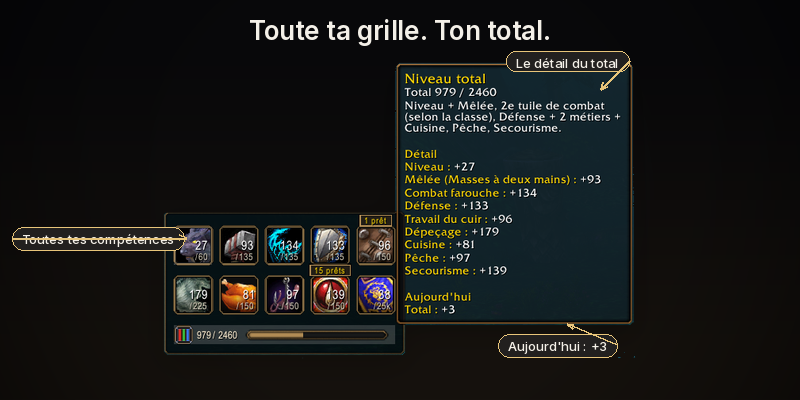 Toute ta grille. Ton total.
Le détail du total
Niveau total
Total 979 / 2460
Niveau + Mêlée, 2e tuile de combat
(selon la classe), Défense + 2 métiers +
Cuisine, Pêche, Secourisme.
Détail
Niveau : +27
Mêlée (Masses à deux mains) : +93
Combat farouche : +134
Défense : +133
Travail du cuir : +96
Dépeçage : +179
Cuisine : +81
Pêche : +97
Secourisme : +139
Aujourd'hui
Total : +3
Toutes tes compétences
1 prêt
27 93 134 133 96
/60 /135 /135 /135 /150
15 prêts
179 81 97 139
/225 /150 /150 /150 /25k
979 / 2460
Aujourd'hui : +3